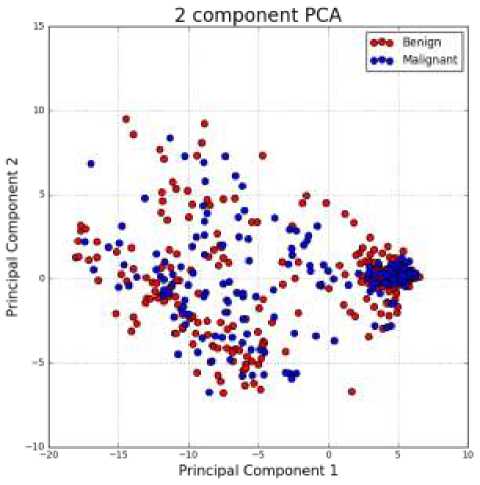 2 component PCA
Benign
Malignant
15
10
5
0
−5
−10
−20
−15
−10
−5
0
5
10
Principal Component 2
Principal Component 1